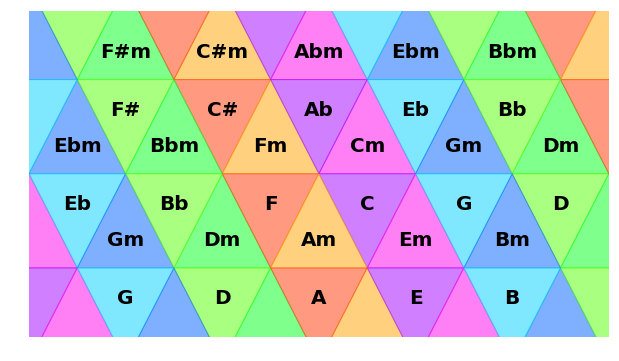 F#m C#m Abm Ebm Bbm
F# C# Ab Eb Bb
Ebm Bbm Fm Cm Gm Dm
Eb Bb F C G D
Gm Dm Am Em Bm
G D A E B